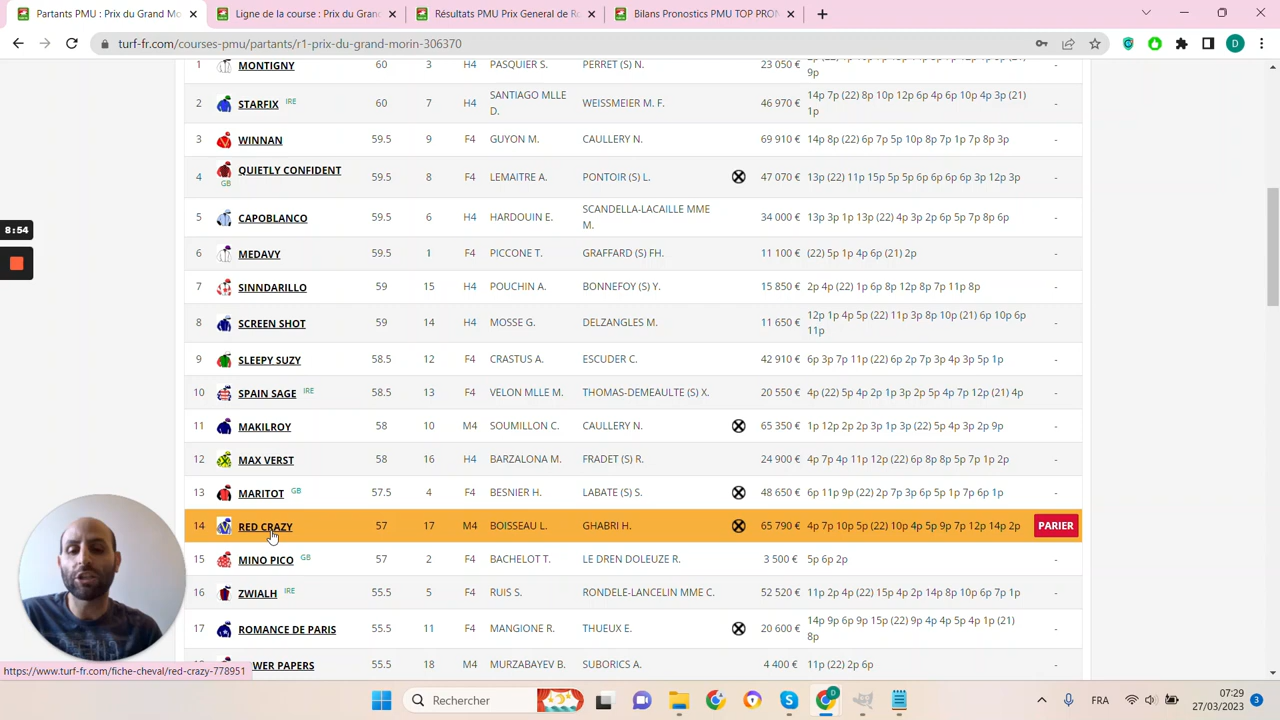 Partants PMU : Prix du Grand Mo
Ligne de la course : Prix du Gran
Résultats PMU Prix General de Ro
Bilans Pronostics PMU TOP PRON
turf-fr.com/courses-pmu/partants/r1-prix-du-grand-morin-306370
D
1 MONTIGNY 60 3 H4 PASQUIER S. PERRET (S) N. 23 050 € 9p -
2 STARFIX IRE 60 7 H4 SANTIAGO MLLE D. WEISSMEIER M. F. 46 970 € 14p 7p (22) 8p 10p 12p 6p 4p 6p 10p 4p 3p (21) 1p -
3 WINNAN 59.5 9 F4 GUYON M. CAULLERY N. 69 910 € 14p 8p (22) 6p 7p 5p 10p 8p 7p 1p 7p 8p 3p -
4 QUIETLY CONFIDENT GB 59.5 8 F4 LEMAITRE A. PONTOIR (S) L. 47 070 € 13p (22) 11p 15p 5p 5p 6p 6p 6p 6p 3p 12p 3p -
5 CAPOBLANCO 59.5 6 H4 HARDOUIN E. SCANDELLA-LACAILLE MME M. 34 000 € 13p 3p 1p 13p (22) 4p 3p 2p 6p 5p 7p 8p 6p -
6 MEDAVY 59.5 1 F4 PICCONE T. GRAFFARD (S) FH. 11 100 € (22) 5p 1p 4p 6p (21) 2p -
7 SINNDARILLO 59 15 H4 POUCHIN A. BONNEFOY (S) Y. 15 850 € 2p 4p (22) 1p 6p 8p 12p 8p 7p 11p 8p -
8 SCREEN SHOT 59 14 H4 MOSSE G. DELZANGLES M. 11 650 € 12p 1p 4p 5p (22) 11p 3p 8p 10p (21) 6p 10p 6p 11p -
9 SLEEPY SUZY 58.5 12 F4 CRASTUS A. ESCUDER C. 42 910 € 6p 3p 7p 11p (22) 6p 2p 7p 3p 4p 3p 5p 1p -
10 SPAIN SAGE IRE 58.5 13 F4 VELON MLLE M. THOMAS-DEMEAULTE (S) X. 20 550 € 4p (22) 5p 4p 2p 1p 3p 2p 5p 4p 7p 12p (21) 4p -
11 MAKILROY 58 10 M4 SOUMILLON C. CAULLERY N. 65 350 € 1p 12p 2p 2p 3p 1p 3p (22) 5p 4p 3p 2p 9p -
12 MAX VERST 58 16 H4 BARZALONA M. FRADET (S) R. 24 900 € 4p 7p 4p 11p 12p (22) 6p 8p 8p 5p 7p 1p 2p -
13 MARITOT GB 57.5 4 F4 BESNIER H. LABATE (S) S. 48 650 € 6p 11p 9p (22) 2p 7p 3p 6p 5p 1p 7p 6p 1p -
14 RED CRAZY 57 17 M4 BOISSEAU L. GHABRI H. 65 790 € 4p 7p 10p 5p (22) 10p 4p 5p 9p 7p 12p 14p 2p PARIER
15 MINO PICO GB 57 2 F4 BACHELOT T. LE DREN DOLEUZE R. 3 500 € 5p 6p 2p -
16 ZWIALH IRE 55.5 5 F4 RUIS S. RONDELE-LANCELIN MME C. 52 520 € 11p 2p 4p (22) 15p 4p 2p 14p 8p 10p 6p 7p 1p -
17 ROMANCE DE PARIS 55.5 11 F4 MANGIONE R. THUEUX E. 20 600 € 14p 9p 6p 9p 15p (22) 9p 4p 4p 5p 4p 1p (21) 8p -
WER PAPERS 55.5 18 M4 MURZABAYEV B. SUBORICS A. 4 400 € 11p (22) 2p 6p -
8:54
https://www.turf-fr.com/fiche-cheval/red-crazy-778951
Rechercher
FRA
07:29
27/03/2023
3